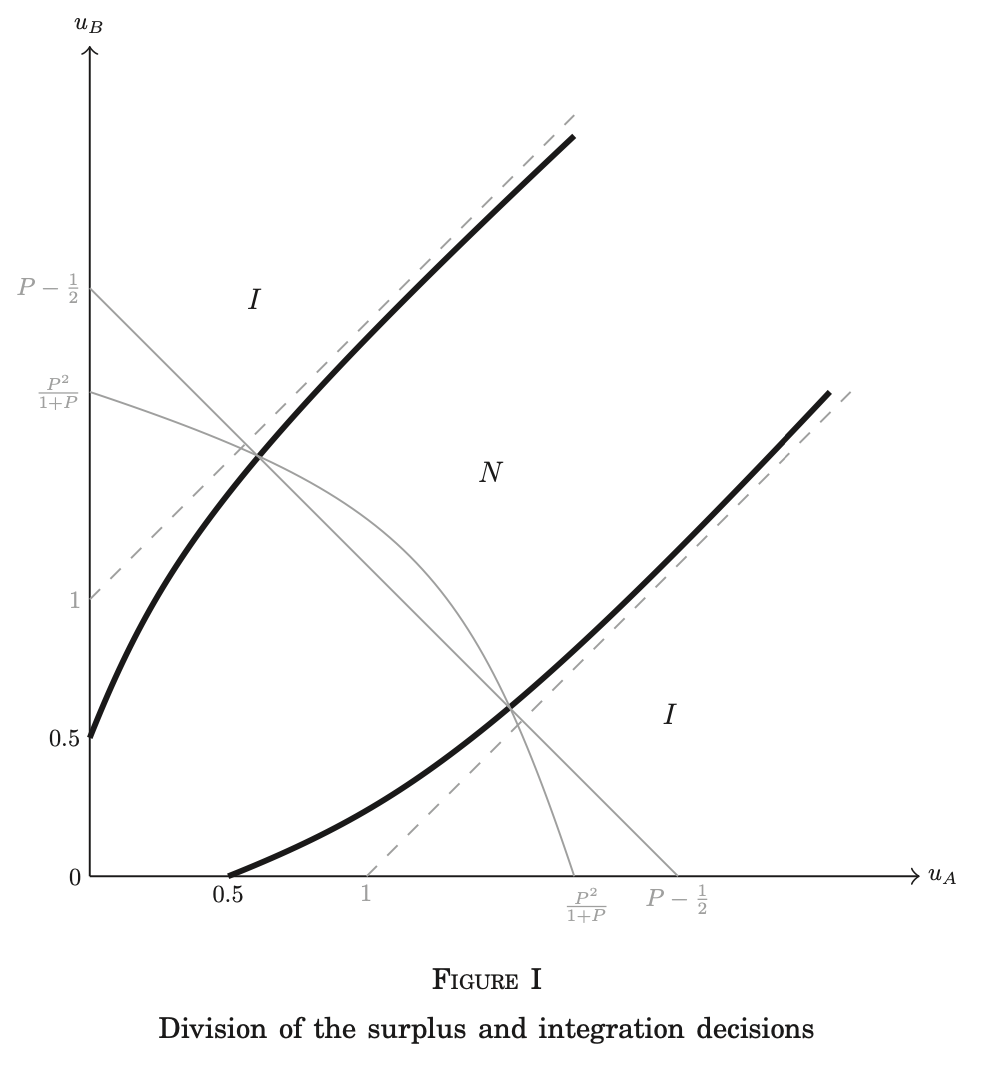 u_B
P − 1/2
I
P²/1+P
N
1
I
0.5
0
u_A
0.5
1
P²/1+P
P − 1/2
FIGURE I
Division of the surplus and integration decisions